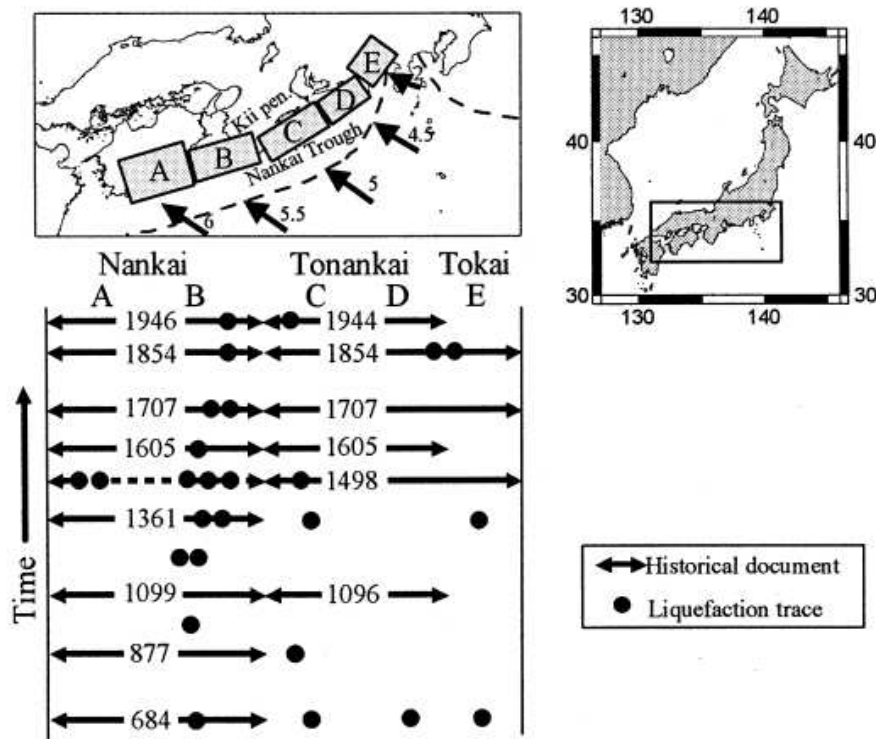 130 140
E
D
Kii pen.
C
B
A
Nankai Trough
4.5
5
5.5
6
40 40
30 30
130 140
Nankai Tonankai Tokai
A B C D E
1946 1944
1854 1854
1707 1707
1605 1605
1498
1361
1099 1096
877
684
Time
Historical document
Liquefaction trace